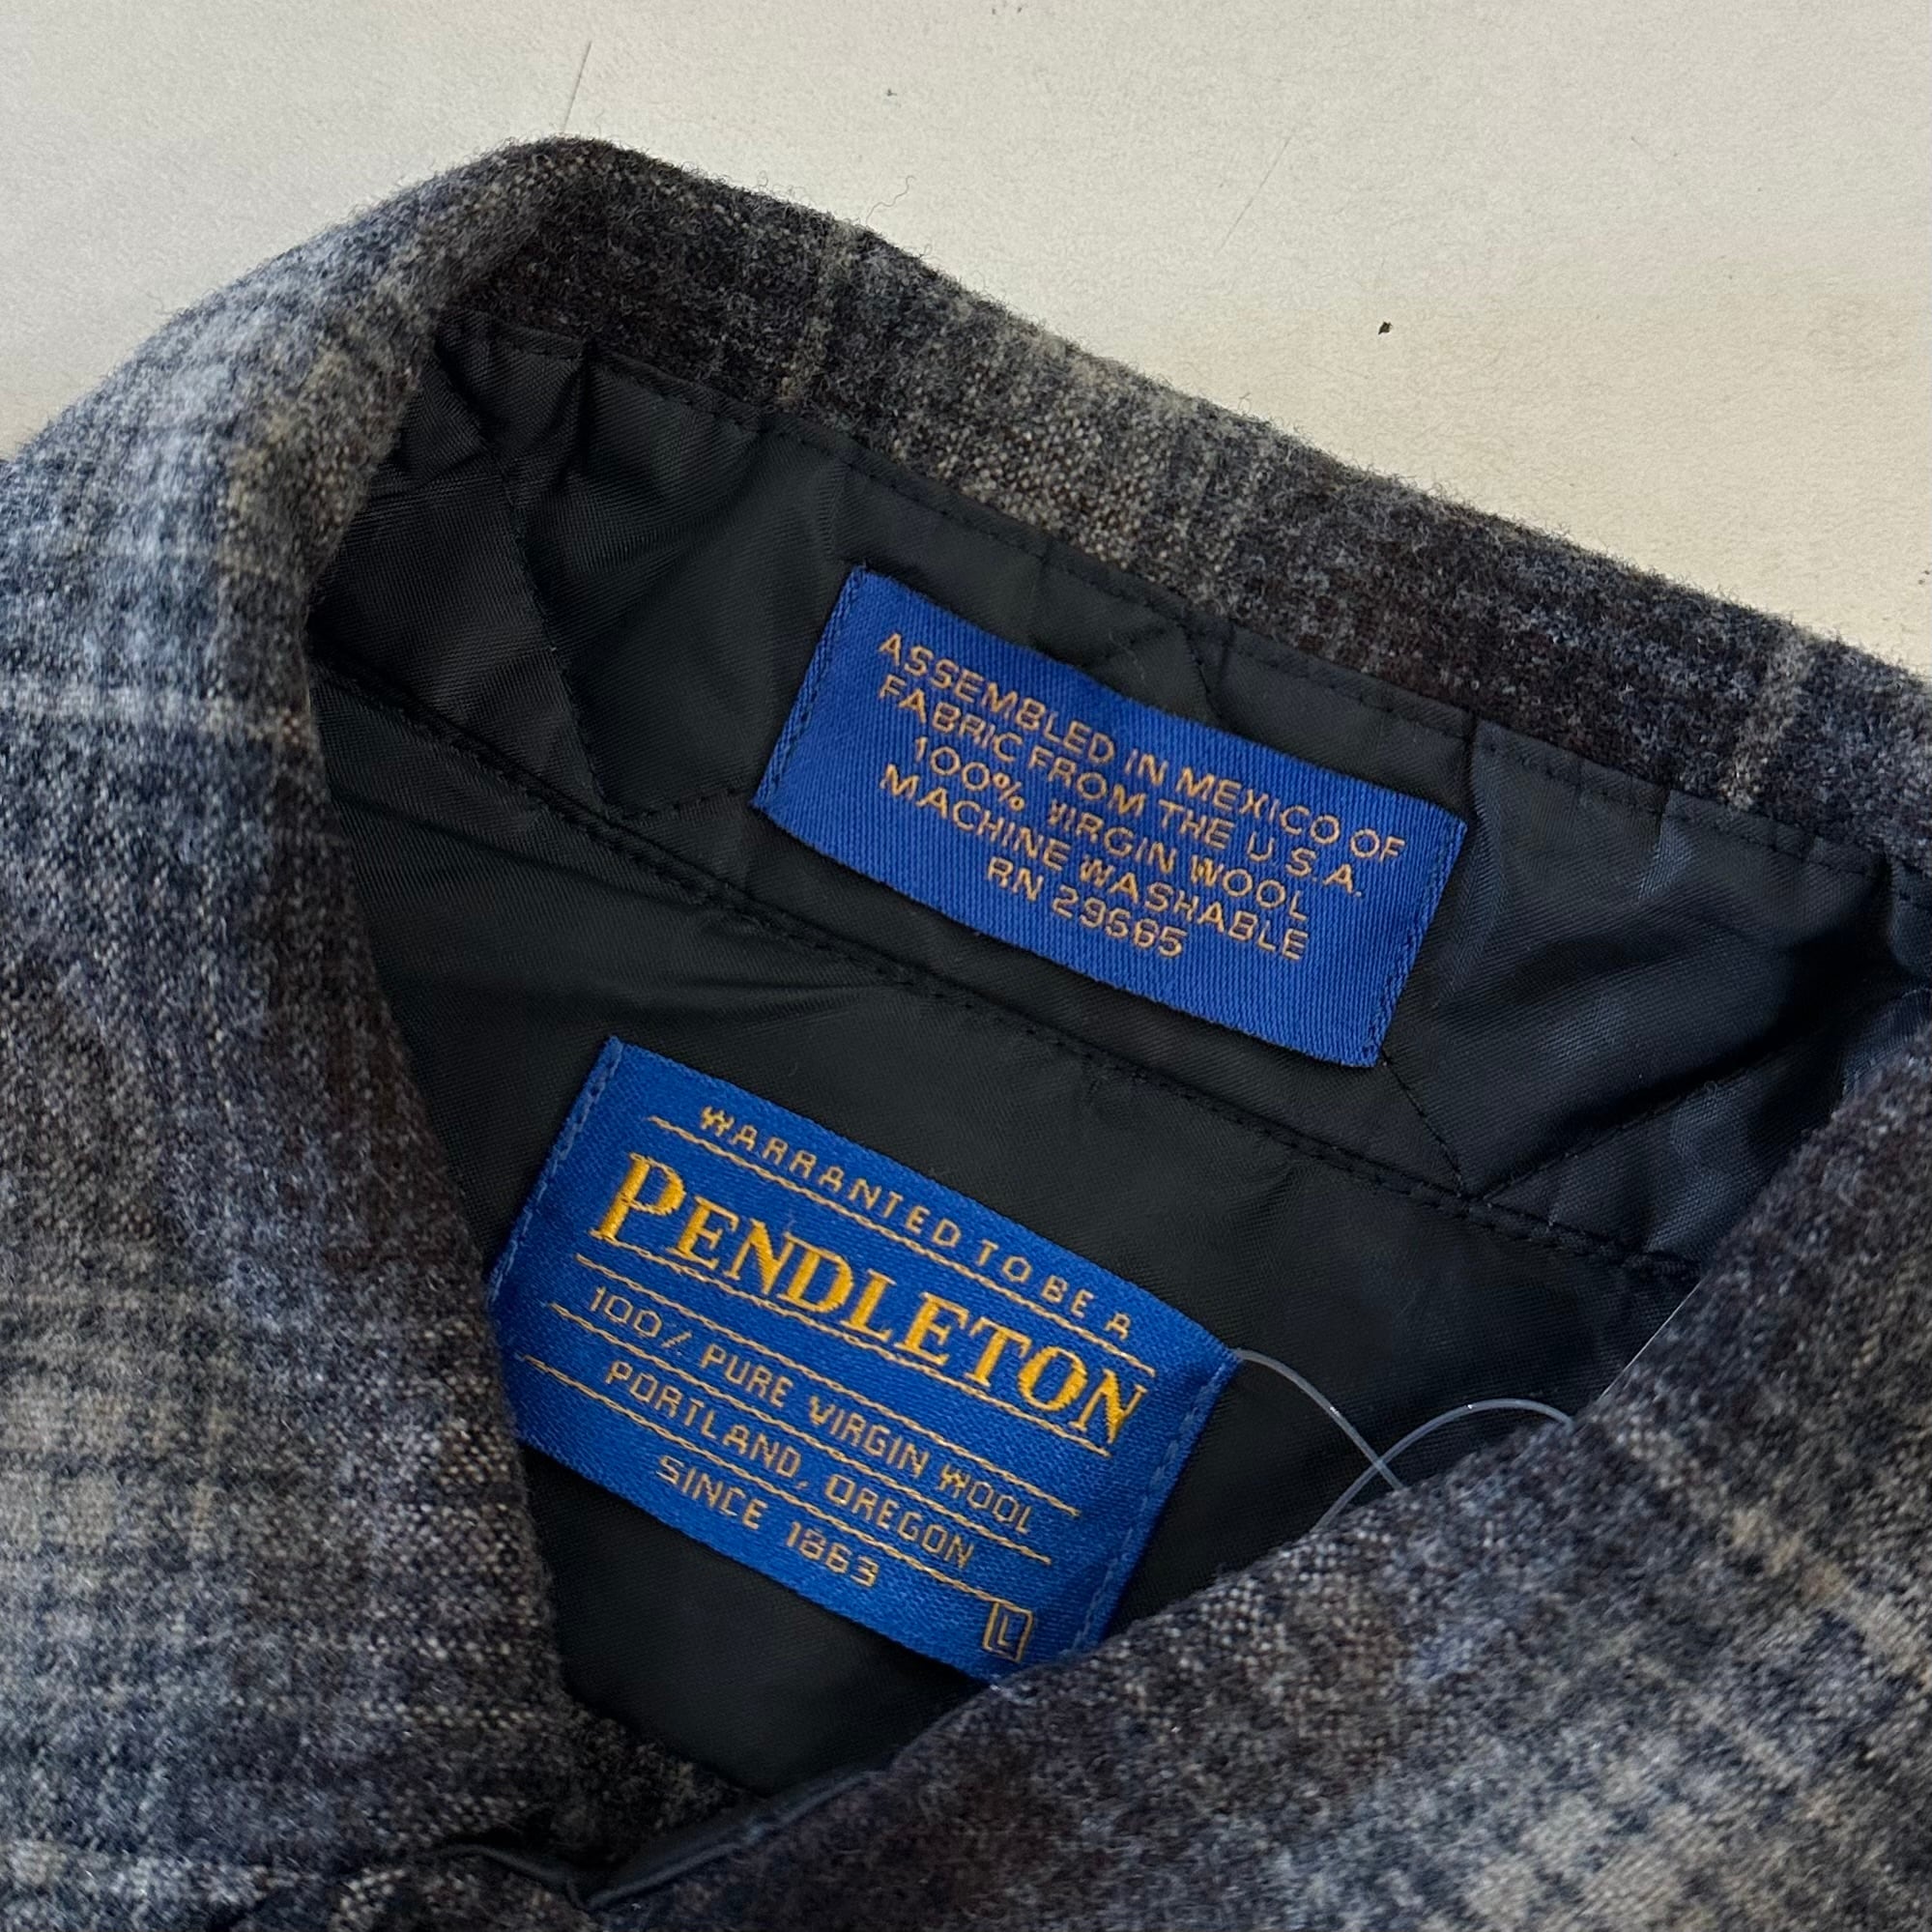 ASSEMBLED IN MEXICO OF
FABRIC FROM THE U.S.A.
100% VIRGIN WOOL
MACHINE WASHABLE
RN 29565
WARRANTED TO BE A
PENDLETON
100% PURE VIRGIN WOOL
PORTLAND, OREGON
SINCE 1863
L